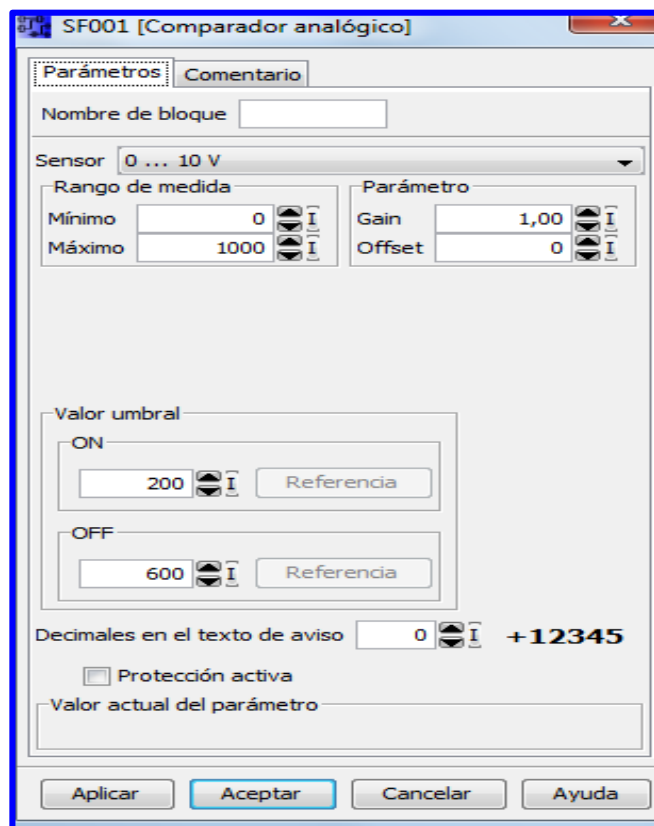 SF001 [Comparador analógico]
Parámetros Comentario
Nombre de bloque
Sensor 0 ... 10 V
Rango de medida Parámetro
Mínimo 0 Gain 1,00
Máximo 1000 Offset 0
Valor umbral
ON
200 Referencia
OFF
600 Referencia
Decimales en el texto de aviso 0 +12345
Protección activa
Valor actual del parámetro
Aplicar Aceptar Cancelar Ayuda